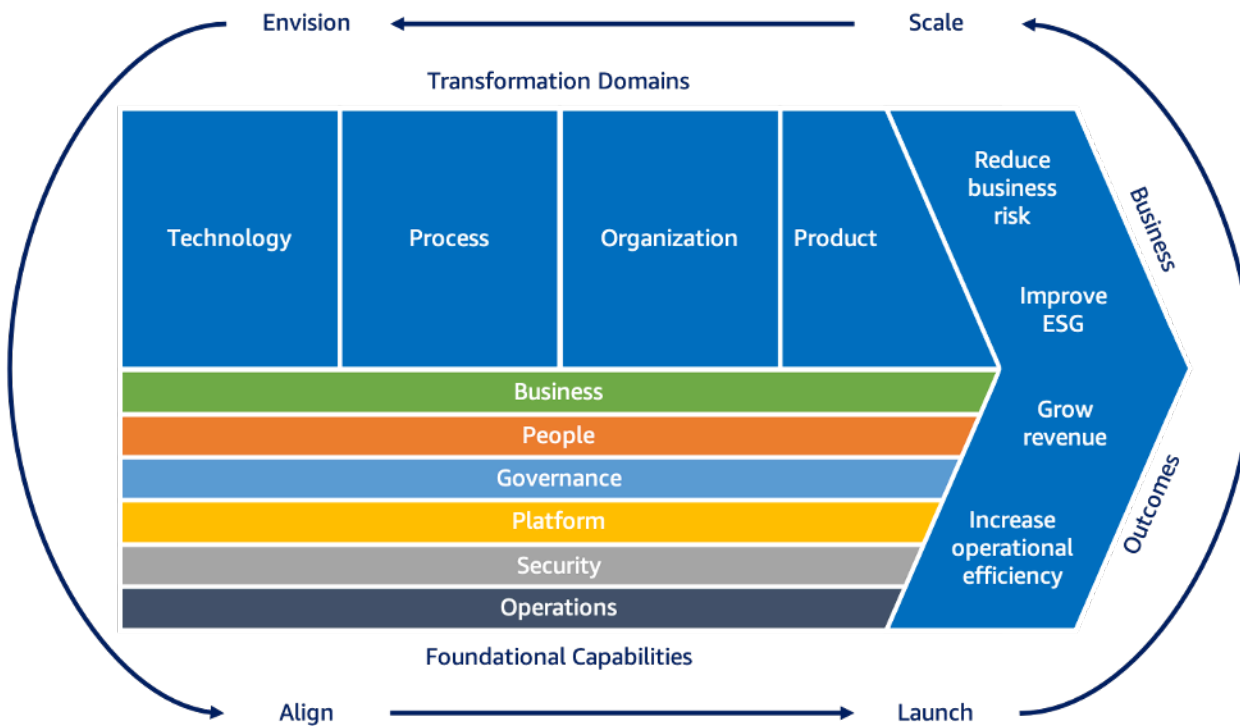 Envision
Scale
Transformation Domains
Technology
Process
Organization
Product
Reduce
business
risk
Improve
ESG
Grow
revenue
Increase
operational
efficiency
Business
Outcomes
Business
People
Governance
Platform
Security
Operations
Foundational Capabilities
Align
Launch